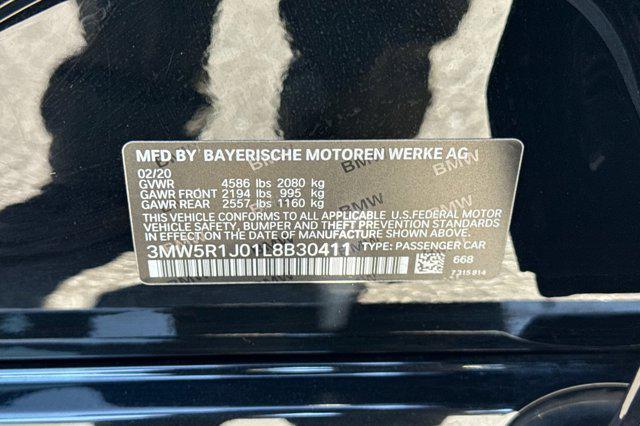 MFD BY BAYERISCHE MOTOREN WERKE AG
02/20
GVWR 4586 lbs 2080 kg
GAWR FRONT 2194 lbs 995 kg
GAWR REAR 2557 lbs 1160 kg
THIS VEHICLE CONFORMS TO ALL APPLICABLE U.S.FEDERAL MOTOR
VEHICLE SAFETY, BUMPER, AND THEFT PREVENTION STANDARDS
IN EFFECT ON THE DATE OF MANUFACTURE SHOWN ABOVE.
3MW5R1J01L8B30411 TYPE: PASSENGER CAR
668
7 315 814